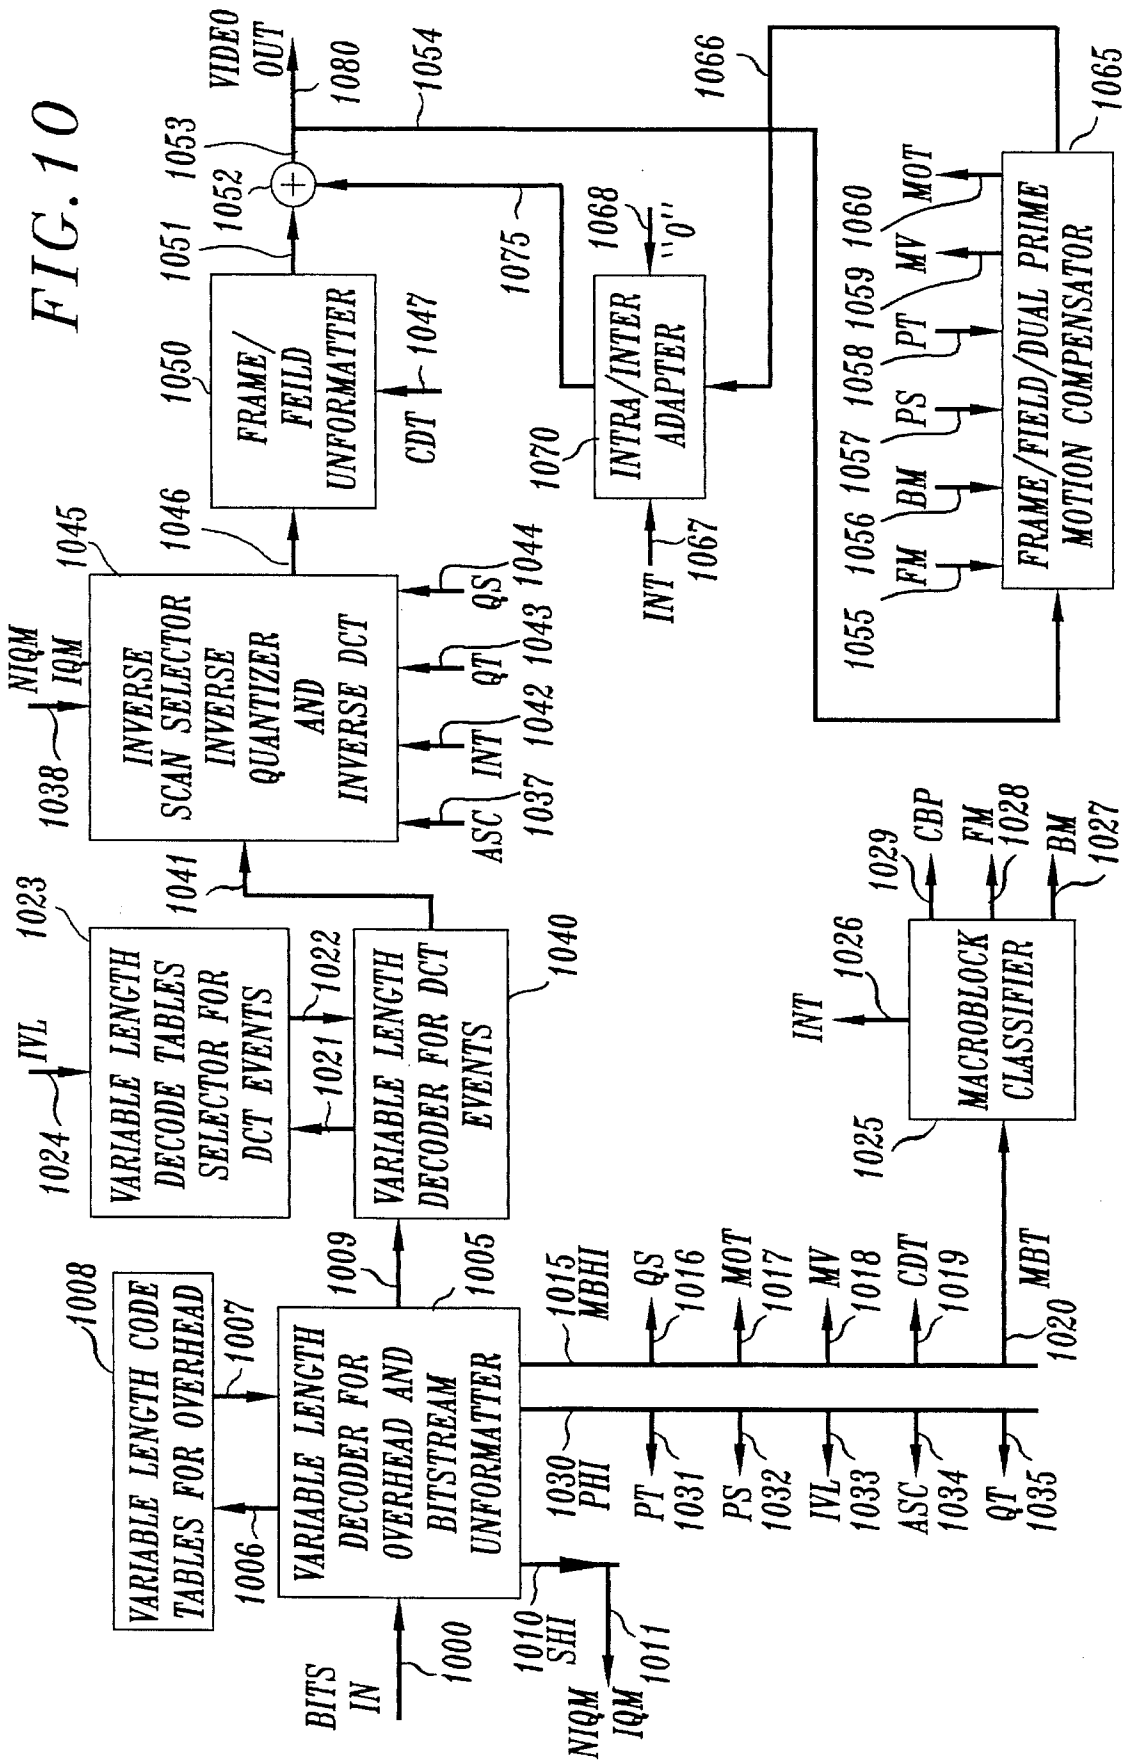 FIG. 10
VARIABLE LENGTH CODE
TABLES FOR OVERHEAD
1008
1006
1007
BITS
IN
1000
VARIABLE LENGTH
DECODER FOR
OVERHEAD AND
BITSTREAM
UNFORMATTER
1005
1009
1010
SHI
1011
NIQM
IQM
1030
PHI
PT
1031
PS
1032
IVL
1033
ASC
1034
QT
1035
1015
MBHI
QS
1016
MOT
1017
MV
1018
CDT
1019
1020
MBT
IVL
1024
VARIABLE LENGTH
DECODE TABLES
SELECTOR FOR
DCT EVENTS
1023
1021
1022
VARIABLE LENGTH
DECODER FOR DCT
EVENTS
1040
1041
MACROBLOCK
CLASSIFIER
1025
INT
1026
1029
CBP
FM
1028
BM
1027
NIQM
IQM
1038
INVERSE
SCAN SELECTOR
INVERSE
QUANTIZER
AND
INVERSE DCT
1045
1046
ASC
1037
INT
1042
QT
1043
QS
1044
FRAME/
FEILD
UNFORMATTER
1050
CDT
1047
1051
1052
1053
VIDEO
OUT
1080
1054
1075
INTRA/INTER
ADAPTER
1070
INT
1067
1068
"0"
1066
FRAME/FIELD/DUAL PRIME
MOTION COMPENSATOR
1065
1055
FM
1056
BM
1057
PS
1058
PT
1059
MV
1060
MOT